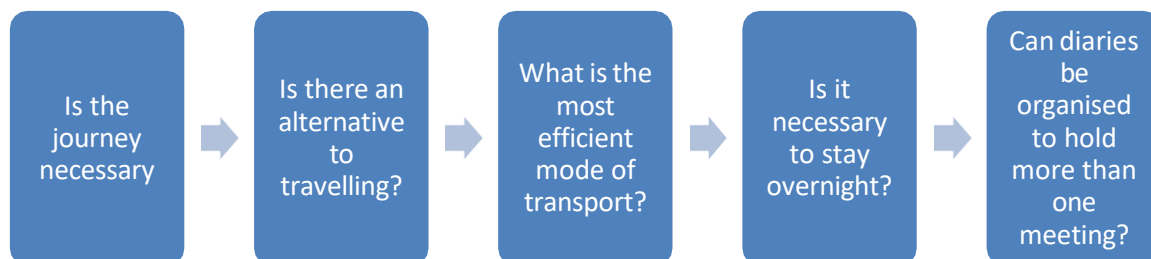 Is the
journey
necessary
Is there an
alternative
to
travelling?
What is the
most
efficient
mode of
transport?
Is it
necessary
to stay
overnight?
Can diaries
be
organised
to hold
more than
one
meeting?